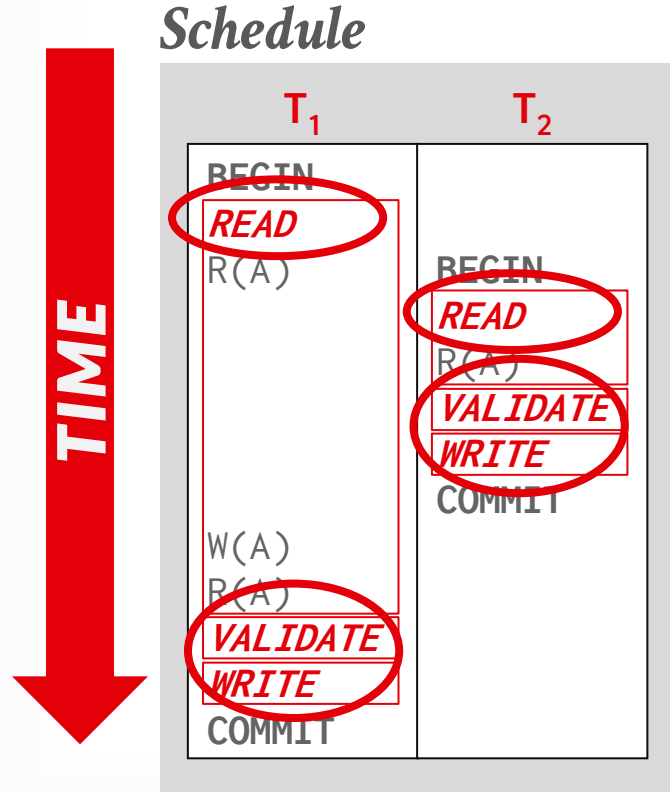 Schedule
TIME
T₁ T₂
BEGIN
READ
R(A) BEGIN
READ
R(A)
VALIDATE
WRITE
COMMIT
W(A)
R(A)
VALIDATE
WRITE
COMMIT